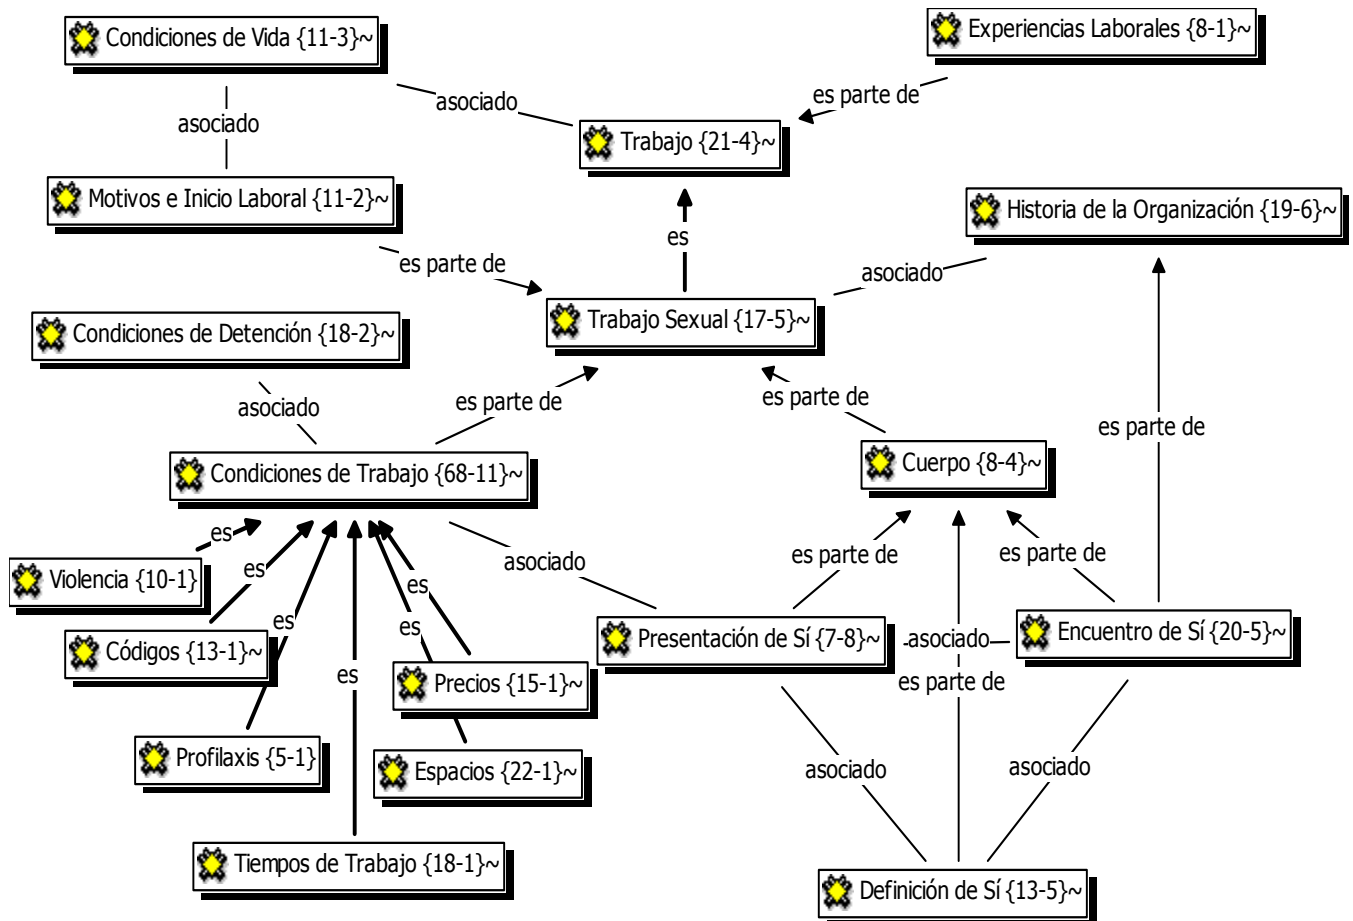 Condiciones de Vida {11-3}~
Experiencias Laborales {8-1}~
asociado
es parte de
asociado
Trabajo {21-4}~
Motivos e Inicio Laboral {11-2}~
Historia de la Organización {19-6}~
es
es parte de
asociado
Trabajo Sexual {17-5}~
Condiciones de Detención {18-2}~
asociado
es parte de
es parte de
es parte de
Condiciones de Trabajo {68-11}~
Cuerpo {8-4}~
es
asociado
es parte de
es parte de
Violencia {10-1}
es
es
es
es
Códigos {13-1}~
Presentación de Sí {7-8}~
asociado
Encuentro de Sí {20-5}~
es
Precios {15-1}~
es parte de
Profilaxis {5-1}
Espacios {22-1}~
asociado
asociado
Tiempos de Trabajo {18-1}~
Definición de Sí {13-5}~